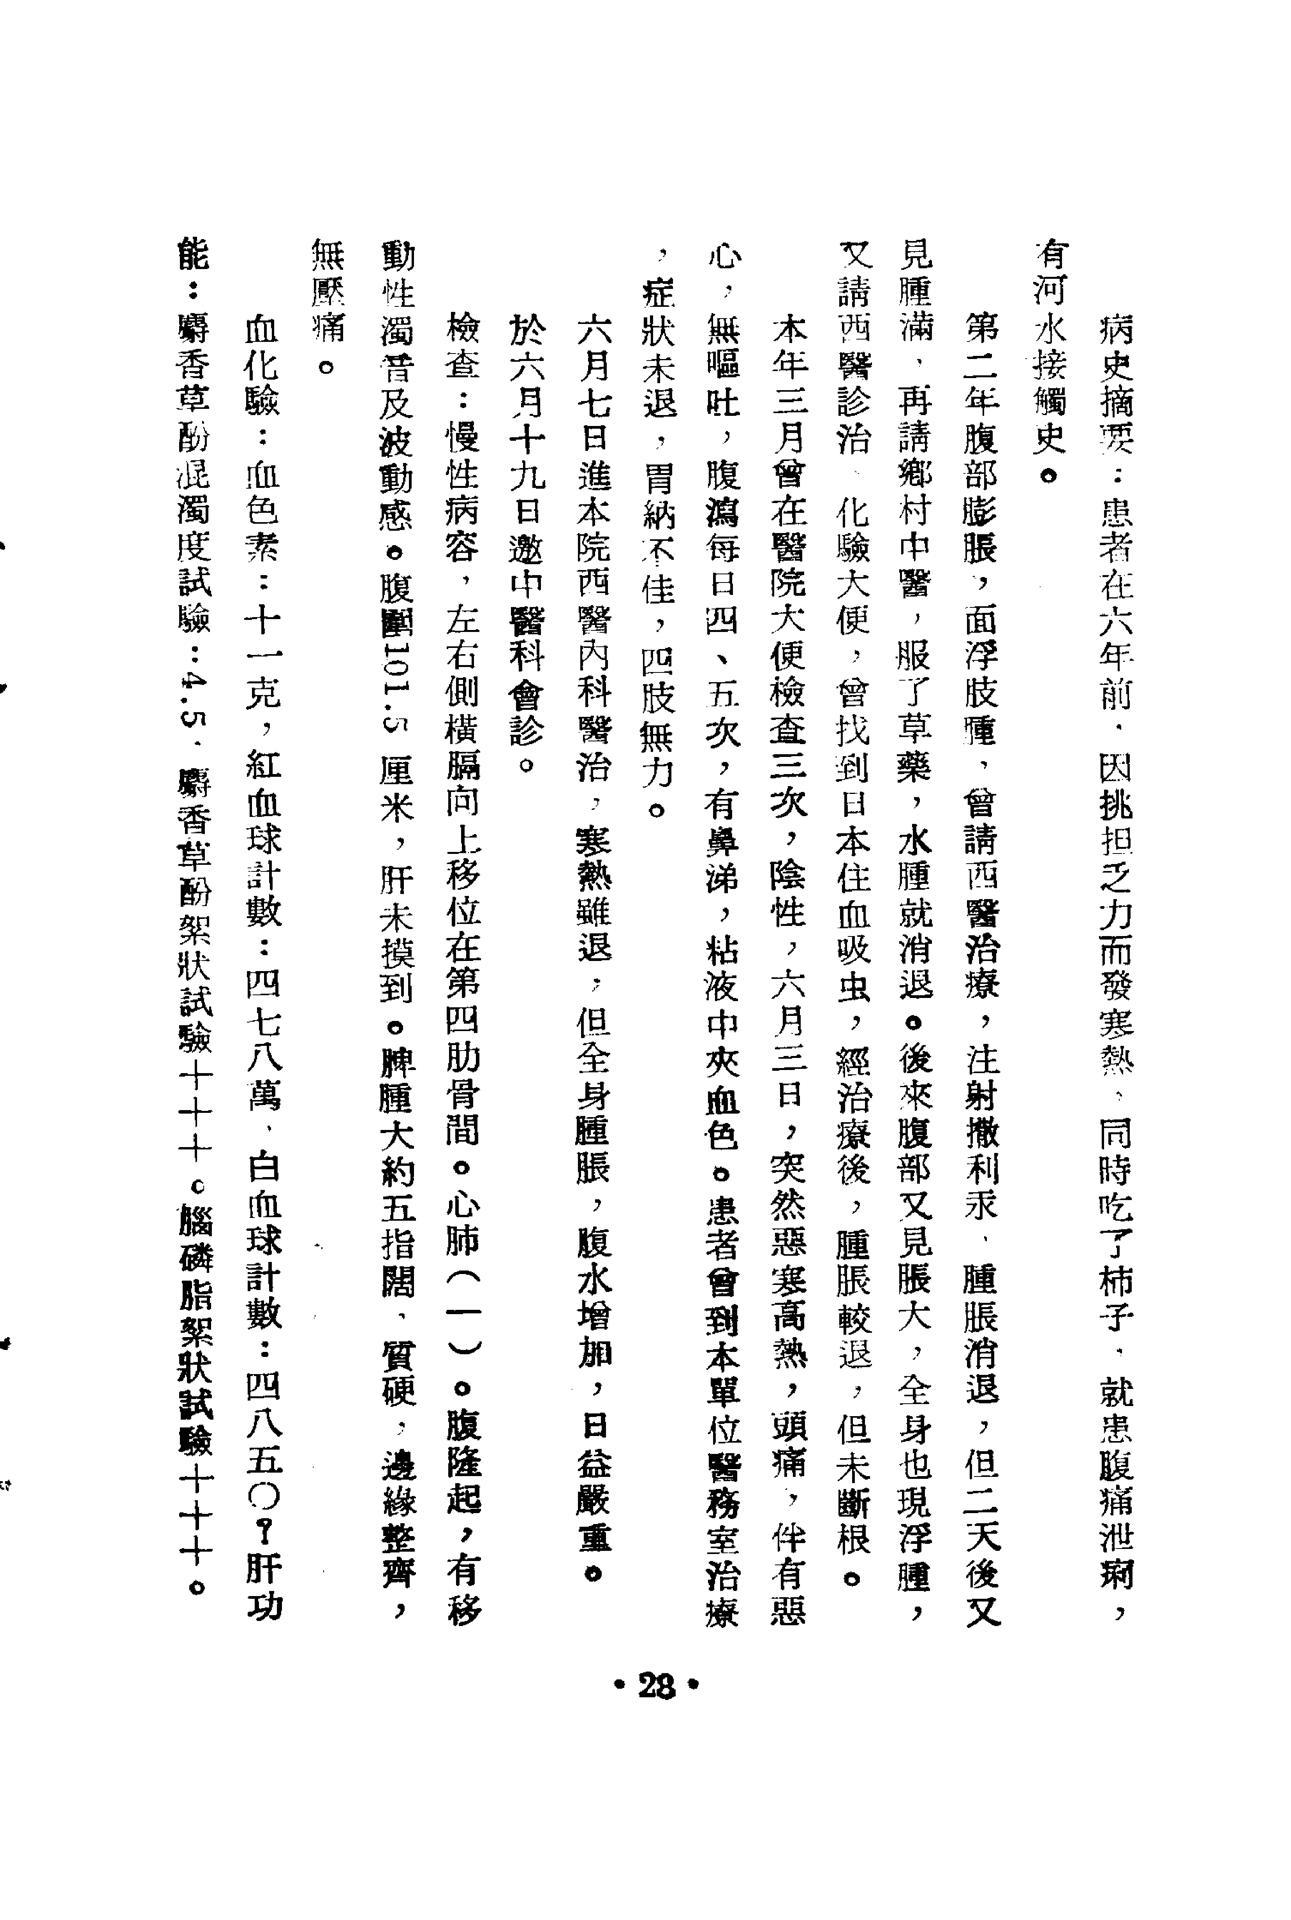 病史摘要：患者在六年前，因挑担乏力而發寒熱、同時吃了柿子，就患腹痛泄痢，
有河水接觸史。
第二年腹部膨脹，面浮肢腫，曾請西醫治療，注射撒利汞，腫脹消退，但二天後又
見腫滿，再請鄉村中醫，服了草藥，水腫就消退。後來腹部又見脹大，全身也現浮腫，
又請西醫診治、化驗大便，曾找到日本住血吸虫，經治療後，腫脹較退，但未斷根。
本年三月曾在醫院大便檢查三次，陰性，六月三日，突然惡寒高熱，頭痛，伴有惡
心，無嘔吐，腹瀉每日四、五次，有鼻涕，粘液中夾血色。患者曾到本單位醫務室治療
，症狀未退，胃納不佳，四肢無力。
六月七日進本院西醫內科醫治，寒熱雖退，但全身腫脹，腹水增加，日益嚴重。
於六月十九日邀中醫科會診。
檢查：慢性病容，左右側橫膈向上移位在第四肋骨間。心肺（一）。腹隆起，有移
動性濁音及波動感。腹圍101.5厘米，肝未摸到。脾腫大約五指闊，質硬，邊緣整齊，
無壓痛。
血化驗：血色素：十一克，紅血球計數：四七八萬，白血球計數：四八五〇？肝功
能：麝香草酚混濁度試驗：4.5，麝香草酚絮狀試驗十十十。腦磷脂絮狀試驗十十十。
·28·